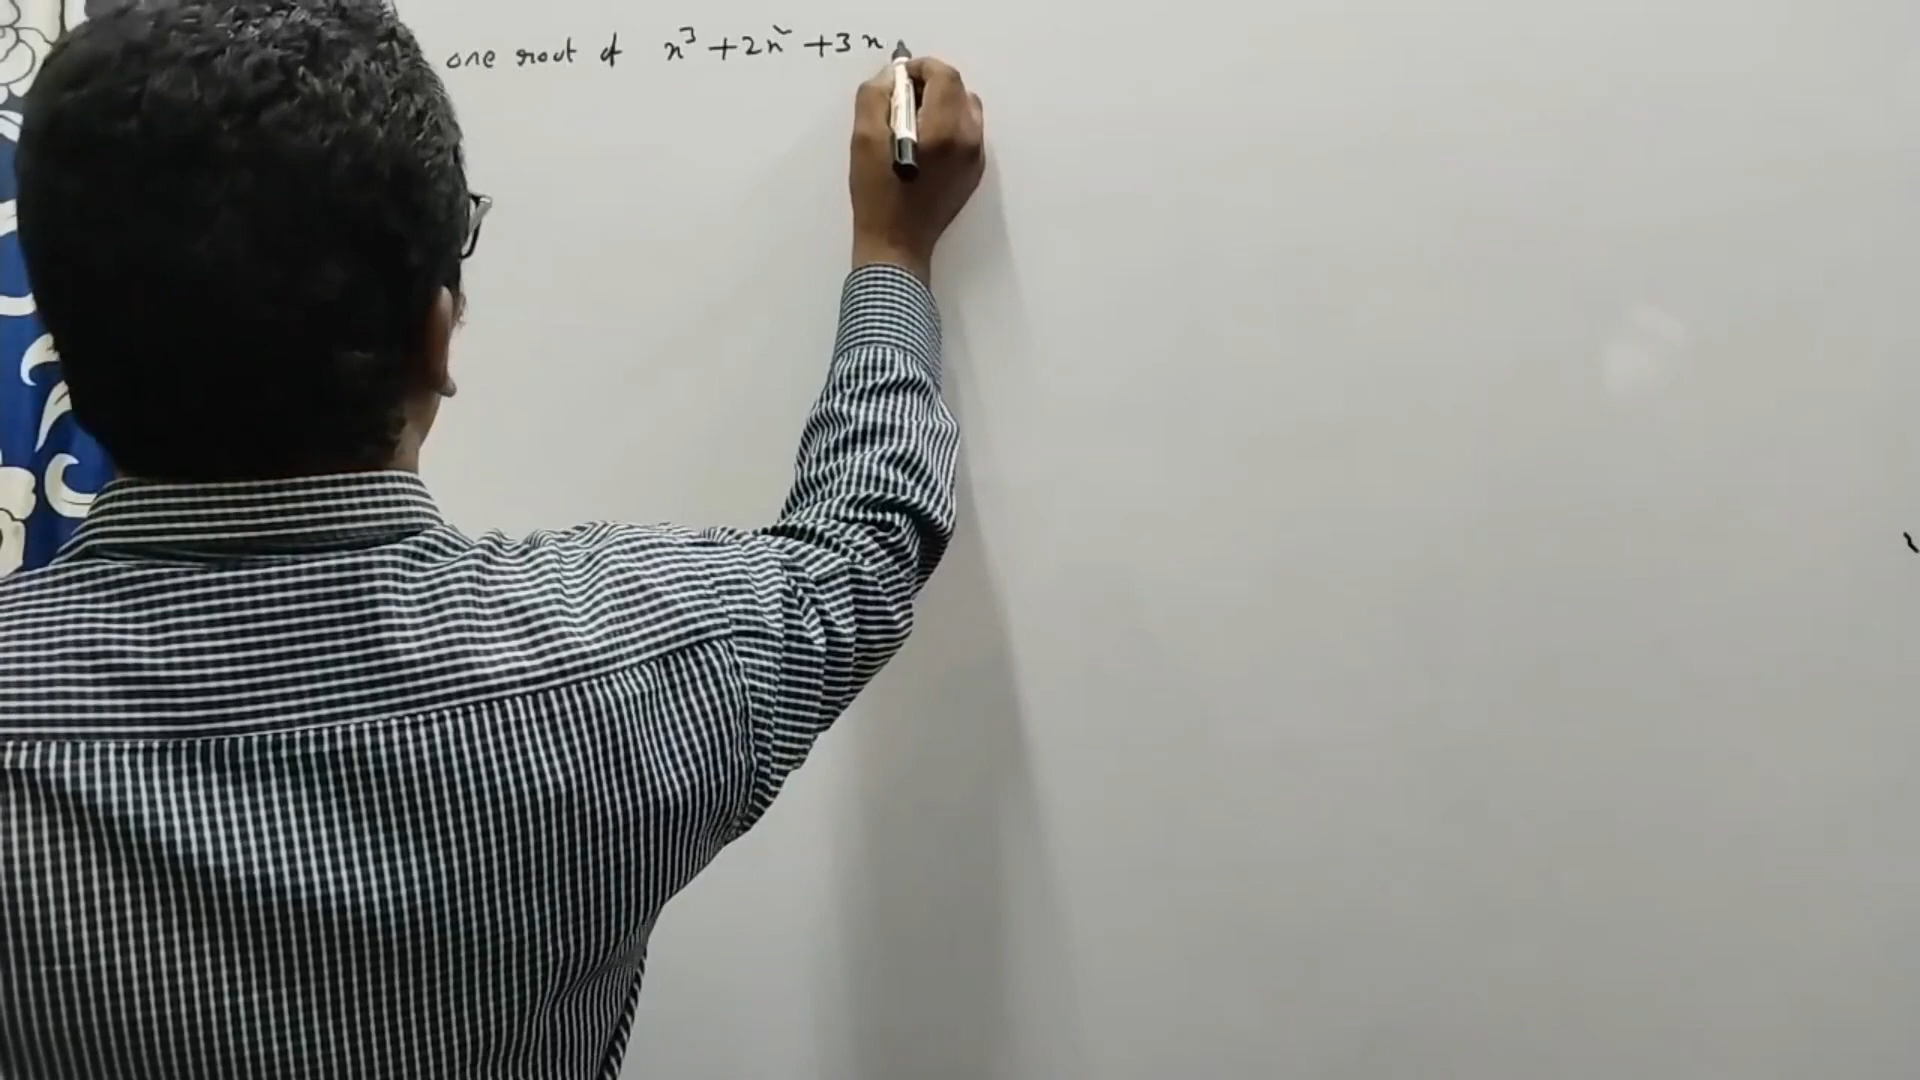 one root of x³ + 2x² + 3x